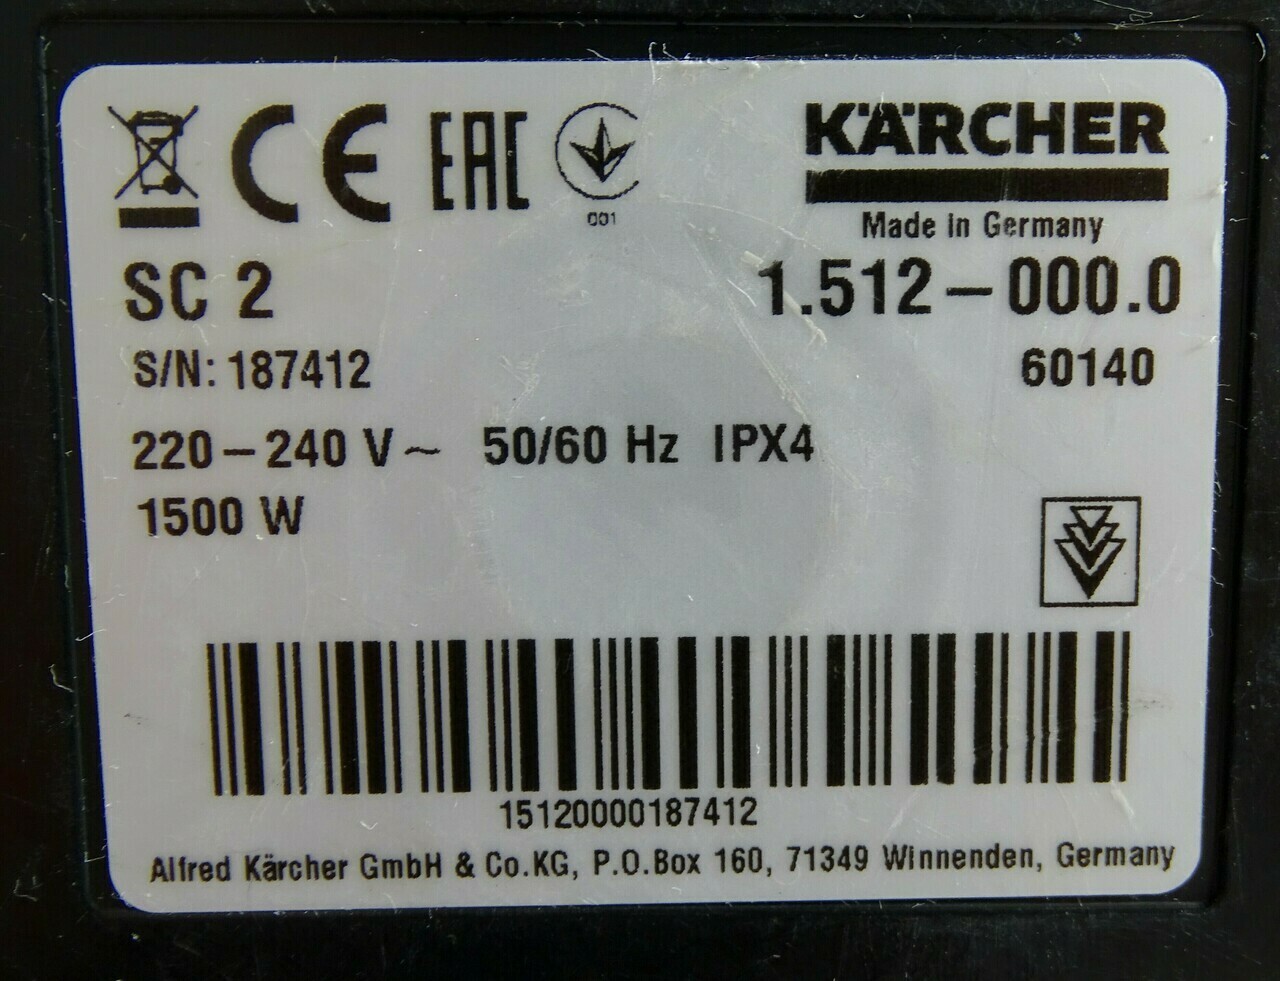 CE EAC
001
KÄRCHER
Made in Germany
SC 2 1.512-000.0
S/N: 187412 60140
220-240 V~ 50/60 Hz IPX4
1500 W
15120000187412
Alfred Kärcher GmbH & Co.KG, P.O.Box 160, 71349 Winnenden, Germany